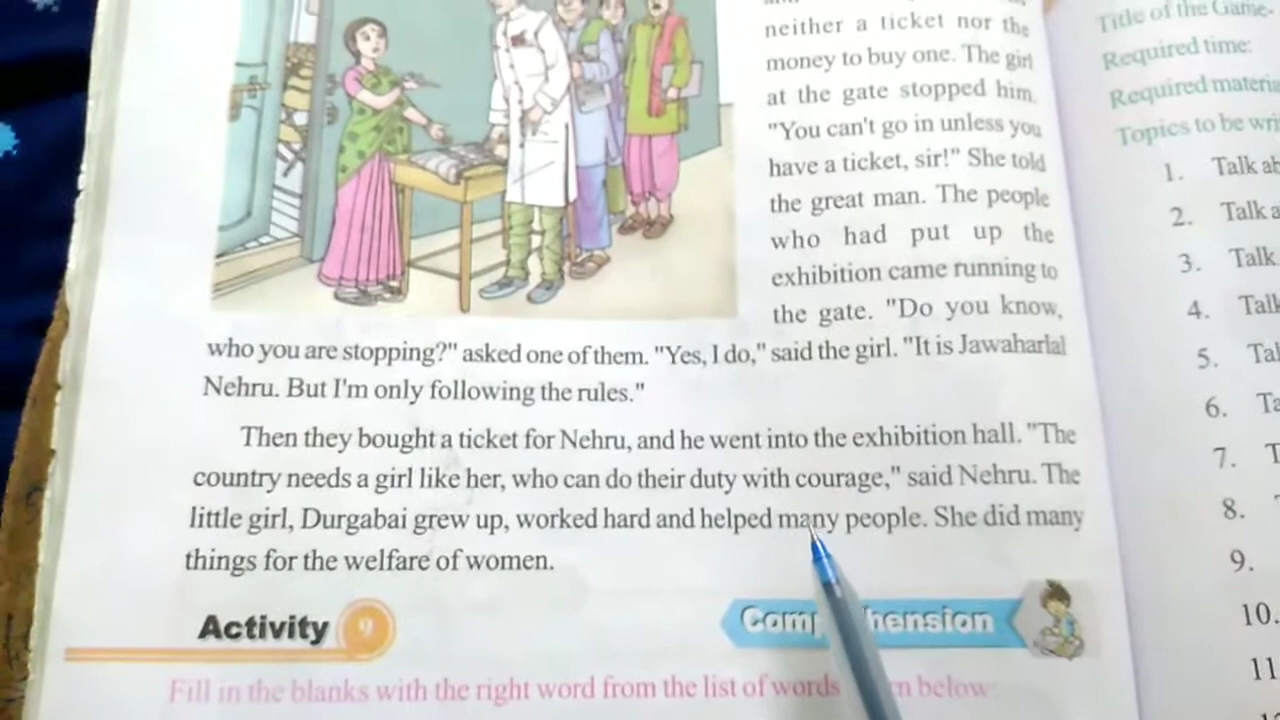 neither a ticket nor the
money to buy one. The girl
at the gate stopped him.
"You can't go in unless you
have a ticket, sir!" She told
the great man. The people
who had put up the
exhibition came running to
the gate. "Do you know,
who you are stopping?" asked one of them. "Yes, I do," said the girl. "It is Jawaharlal
Nehru. But I'm only following the rules."
Then they bought a ticket for Nehru, and he went into the exhibition hall. "The
country needs a girl like her, who can do their duty with courage," said Nehru. The
little girl, Durgabai grew up, worked hard and helped many people. She did many
things for the welfare of women.
Activity 9
Fill in the blanks with the right word from the list of words below:
Title of the Game-
Required time:
Required
Topics to be
1. Talk
2. Talk
3. Talk
4.
5.
6.
7.
8.
9.
10.
11.